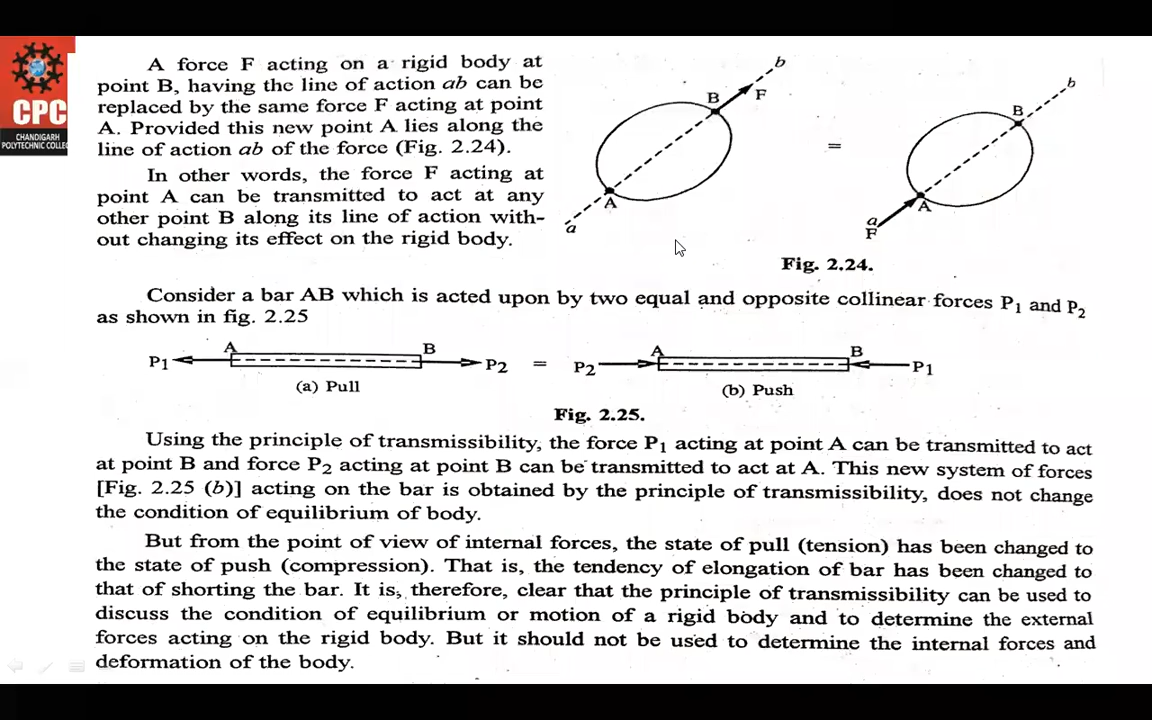 CPC
CHANDIGARH
POLYTECHNIC COLLEG
A force F acting on a rigid body at
point B, having the line of action ab can be
replaced by the same force F acting at point
A. Provided this new point A lies along the
line of action ab of the force (Fig. 2.24).
In other words, the force F acting at
point A can be transmitted to act at any
other point B along its line of action with-
out changing its effect on the rigid body.
b
B
F
A
a
=
b
B
A
a
F
Fig. 2.24.
Consider a bar AB which is acted upon by two equal and opposite collinear forces P1 and P2
as shown in fig. 2.25
P1 A B P2 = P2 A B P1
(a) Pull
(b) Push
Fig. 2.25.
Using the principle of transmissibility, the force P1 acting at point A can be transmitted to act
at point B and force P2 acting at point B can be transmitted to act at A. This new system of forces
[Fig. 2.25 (b)] acting on the bar is obtained by the principle of transmissibility, does not change
the condition of equilibrium of body.
But from the point of view of internal forces, the state of pull (tension) has been changed to
the state of push (compression). That is, the tendency of elongation of bar has been changed to
that of shorting the bar. It is, therefore, clear that the principle of transmissibility can be used to
discuss the condition of equilibrium or motion of a rigid body and to determine the external
forces acting on the rigid body. But it should not be used to determine the internal forces and
deformation of the body.